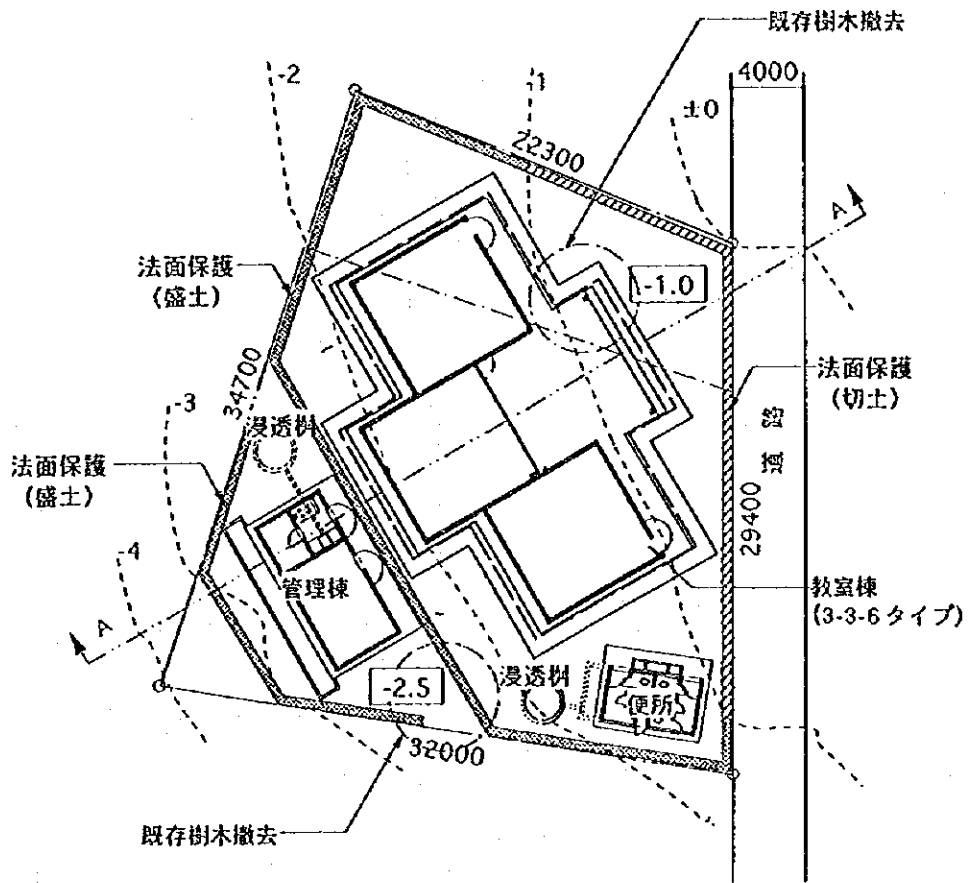 既存樹木撤去
-2
-1
4000
±0
22300
A
法面保護
(盛土)
-1.0
34700
-3
浸透桝
法面保護
(切土)
道路
法面保護
(盛土)
29400
-4
管理棟
教室棟
(3-3-6タイプ)
A
-2.5
浸透桝
便所
32000
既存樹木撤去